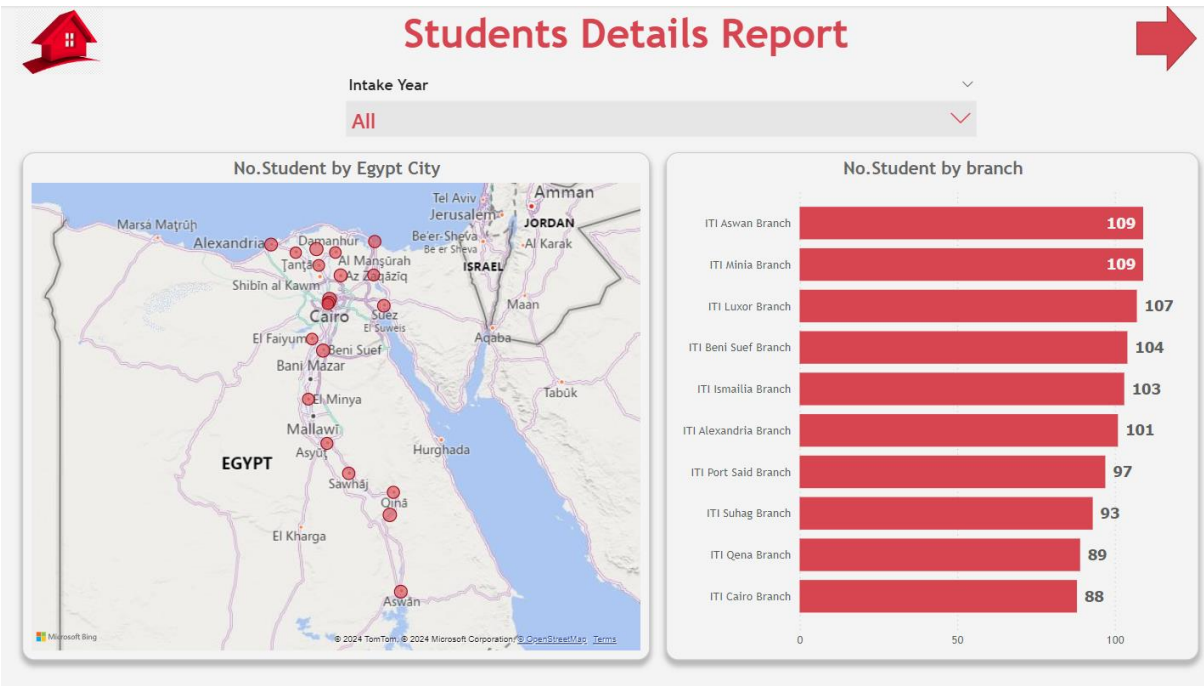 Students Details Report
Intake Year
All
No.Student by Egypt City
Amman
Tel Aviv
Jerusalem
JORDAN
Marsá Maţrūḩ
Alexandria
Damanhur
Be'er-Sheva
Be er Sheva
Al Karak
Ţanţā
Al Manşūrah
Az Zaqāzīq
ISRAEL
Shibīn al Kawm
Maan
Cairo
Suez
El Suweis
Aqaba
El Faiyum
Beni Suef
Bani Mazar
Tabūk
El Minya
Mallawī
Asyūţ
Hurghada
EGYPT
Sawhāj
Qinā
El Kharga
Aswān
Microsoft Bing
© 2024 TomTom, © 2024 Microsoft Corporation, © OpenStreetMap Terms
No.Student by branch
ITI Aswan Branch 109
ITI Minia Branch 109
ITI Luxor Branch 107
ITI Beni Suef Branch 104
ITI Ismailia Branch 103
ITI Alexandria Branch 101
ITI Port Said Branch 97
ITI Suhag Branch 93
ITI Qena Branch 89
ITI Cairo Branch 88
0 50 100